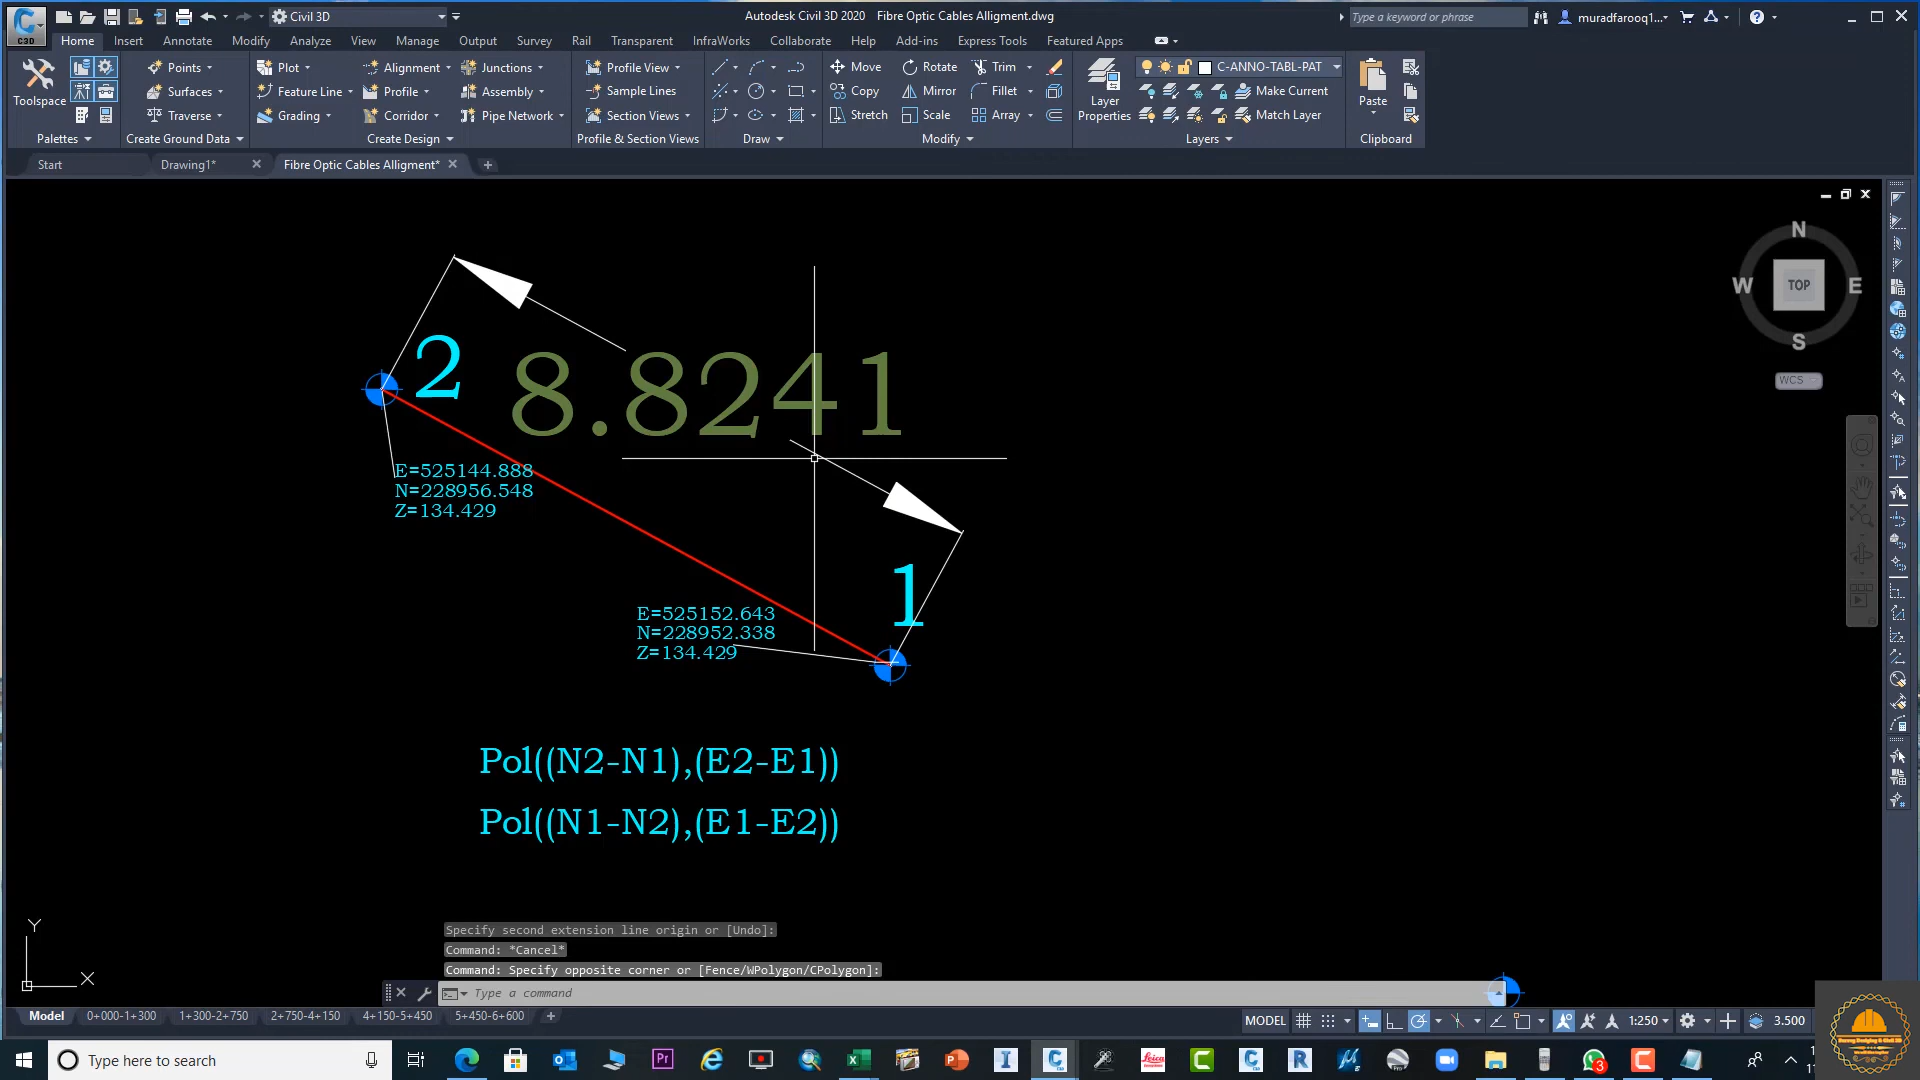 Civil 3D
Autodesk Civil 3D 2020 Fibre Optic Cables Alligment.dwg
Type a keyword or phrase
muradfarooq1...
C3D
Home Insert Annotate Modify Analyze View Manage Output Survey Rail Transparent InfraWorks Collaborate Help Add-ins Express Tools Featured Apps
Toolspace
Palettes
Points
Surfaces
Traverse
Create Ground Data
Plot
Feature Line
Grading
Alignment
Profile
Corridor
Junctions
Assembly
Pipe Network
Create Design
Profile View
Sample Lines
Section Views
Profile & Section Views
Draw
Move
Copy
Stretch
Rotate
Mirror
Scale
Trim
Fillet
Array
Modify
Layer
Properties
C-ANNO-TABL-PAT
Make Current
Match Layer
Layers
Paste
Clipboard
Start
Drawing1*
Fibre Optic Cables Alligment*
N
W
TOP
E
S
WCS
2
8.8241
E=525144.888
N=228956.548
Z=134.429
1
E=525152.643
N=228952.338
Z=134.429
Pol((N2-N1),(E2-E1))
Pol((N1-N2),(E1-E2))
Y
X
Specify second extension line origin or [Undo]:
Command: *Cancel*
Command: Specify opposite corner or [Fence/WPolygon/CPolygon]:
Type a command
Model 0+000-1+300 1+300-2+750 2+750-4+150 4+150-5+450 5+450-6+600
MODEL
1:250
3.500
Type here to search
Pr
Leica
3